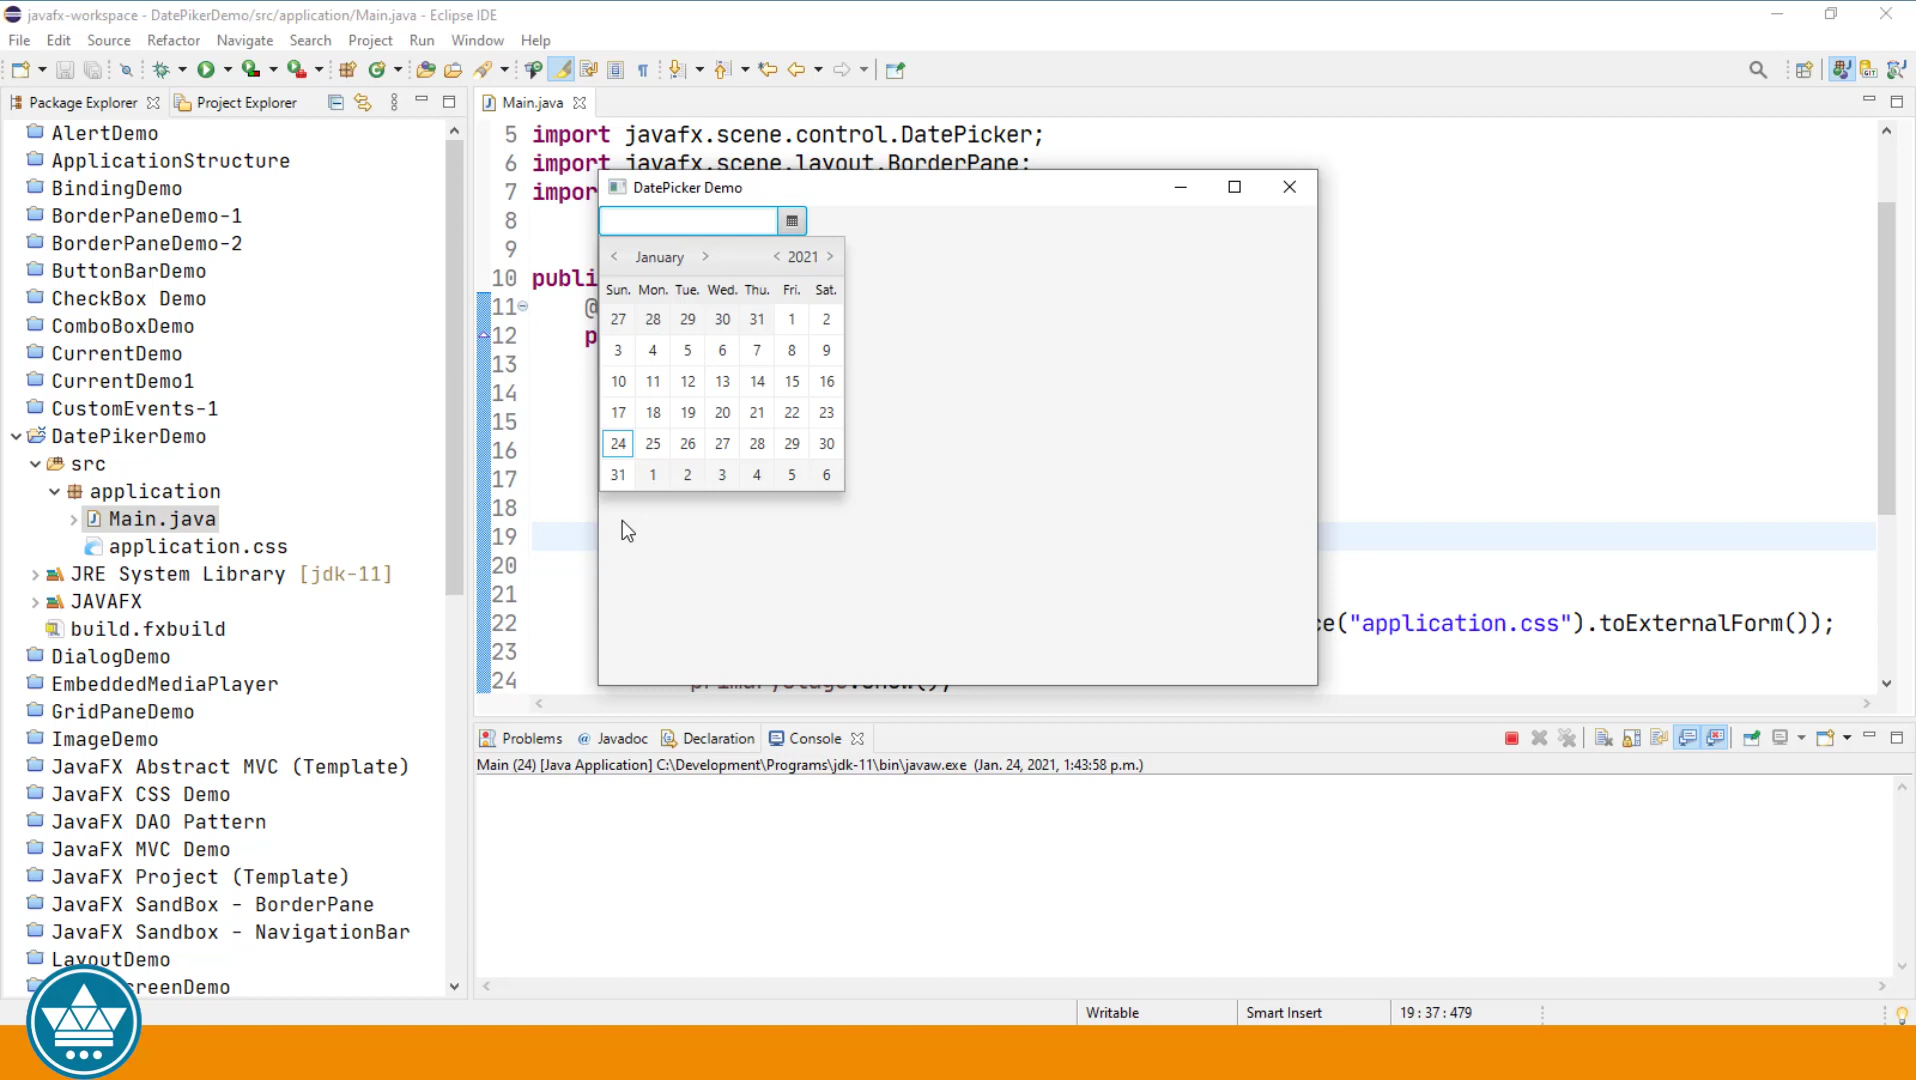 javafx-workspace - DatePikerDemo/src/application/Main.java - Eclipse IDE
File Edit Source Refactor Navigate Search Project Run Window Help
Package Explorer Project Explorer
AlertDemo
ApplicationStructure
BindingDemo
BorderPaneDemo-1
BorderPaneDemo-2
ButtonBarDemo
CheckBox Demo
ComboBoxDemo
CurrentDemo
CurrentDemo1
CustomEvents-1
DatePikerDemo
src
application
Main.java
application.css
JRE System Library [jdk-11]
JAVAFX
build.fxbuild
DialogDemo
EmbeddedMediaPlayer
GridPaneDemo
ImageDemo
JavaFX Abstract MVC (Template)
JavaFX CSS Demo
JavaFX DAO Pattern
JavaFX MVC Demo
JavaFX Project (Template)
JavaFX SandBox - BorderPane
JavaFX Sandbox - NavigationBar
LayoutDemo
reenDemo
Main.java
5 import javafx.scene.control.DatePicker;
6 import javafx.scene.layout.BorderPane;
7 impor
8
9
10 publi
11 @
12 p
13
14
15
16
17
18
19
20
21
22 ce("application.css").toExternalForm());
23
24 primaryStage.show();
DatePicker Demo
< January > < 2021 >
Sun. Mon. Tue. Wed. Thu. Fri. Sat.
27 28 29 30 31 1 2
3 4 5 6 7 8 9
10 11 12 13 14 15 16
17 18 19 20 21 22 23
24 25 26 27 28 29 30
31 1 2 3 4 5 6
Problems @ Javadoc Declaration Console
Main (24) [Java Application] C:\Development\Programs\jdk-11\bin\javaw.exe (Jan. 24, 2021, 1:43:58 p.m.)
Writable Smart Insert 19 : 37 : 479